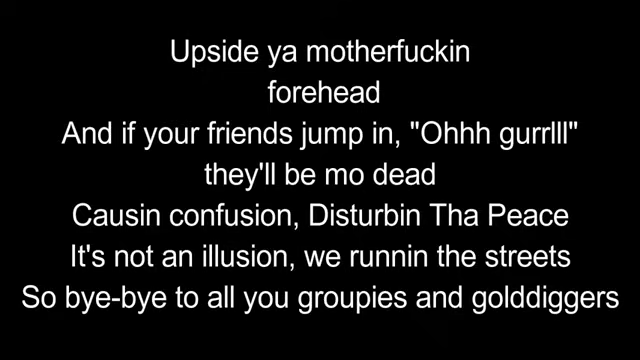 Upside ya motherfuckin
forehead
And if your friends jump in, "Ohhh gurrlll"
they'll be mo dead
Causin confusion, Disturbin Tha Peace
It's not an illusion, we runnin the streets
So bye-bye to all you groupies and golddiggers